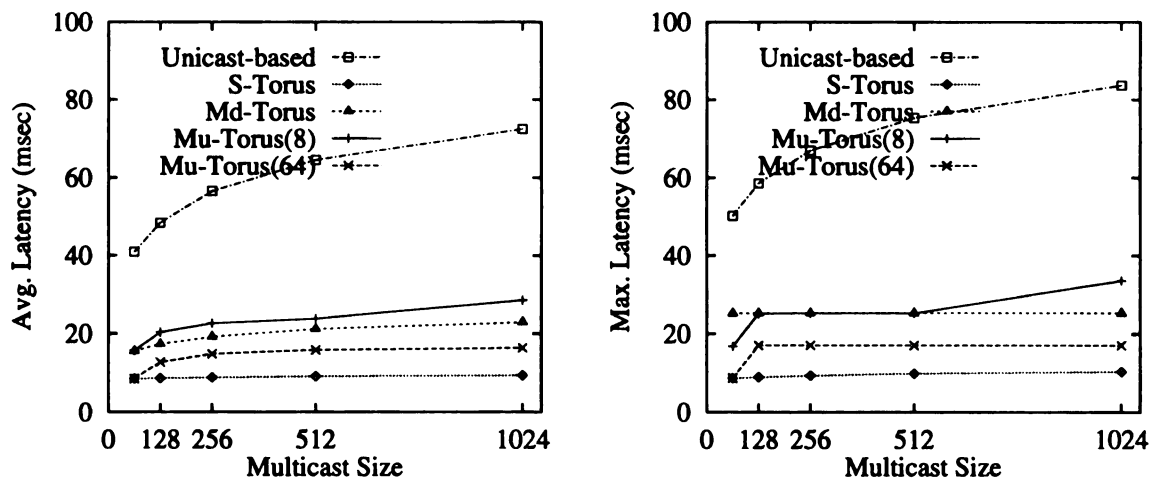 100
80
60
40
20
0
Avg. Latency (msec)
Unicast-based
S-Torus
Md-Torus
Mu-Torus(8)
Mu-Torus(64)
0 128 256 512 1024
Multicast Size
100
80
60
40
20
0
Max. Latency (msec)
Unicast-based
S-Torus
Md-Torus
Mu-Torus(8)
Mu-Torus(64)
0 128 256 512 1024
Multicast Size